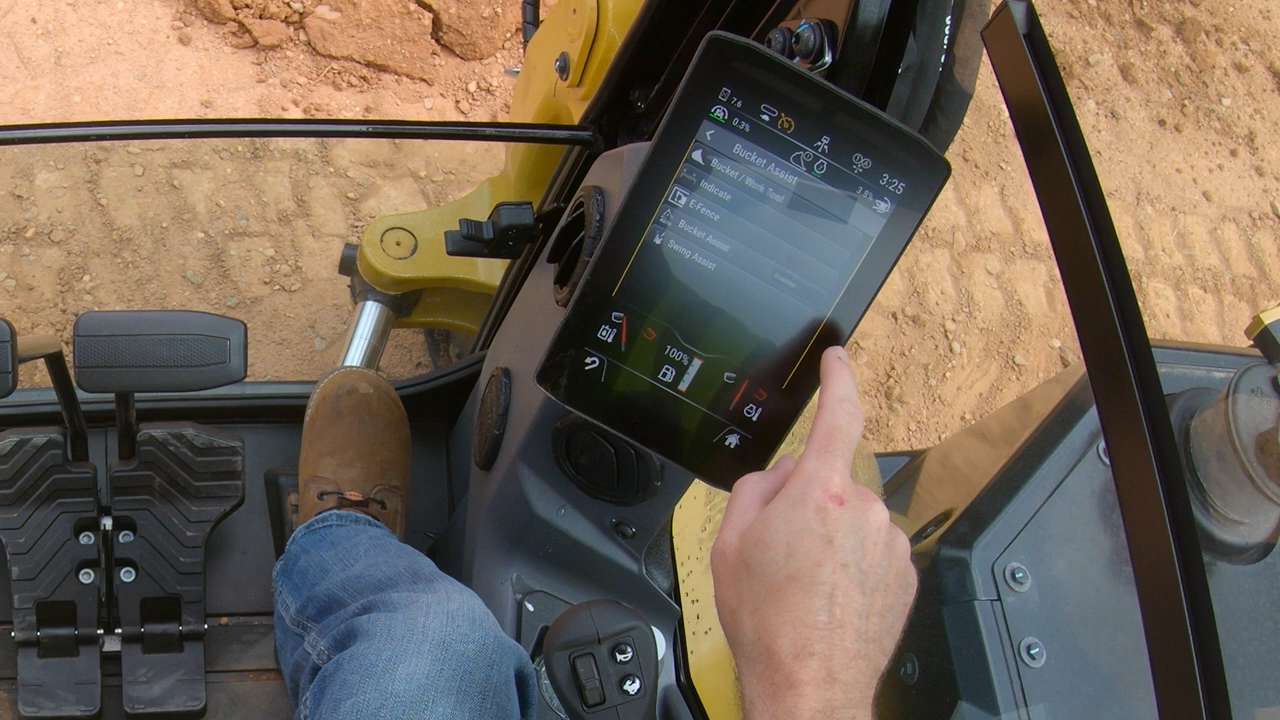 7.6
0.3%
3:25
3.8%
Bucket Assist
Bucket / Work Tool
Indicate
E-Fence
Bucket Assist
Swing Assist
100%